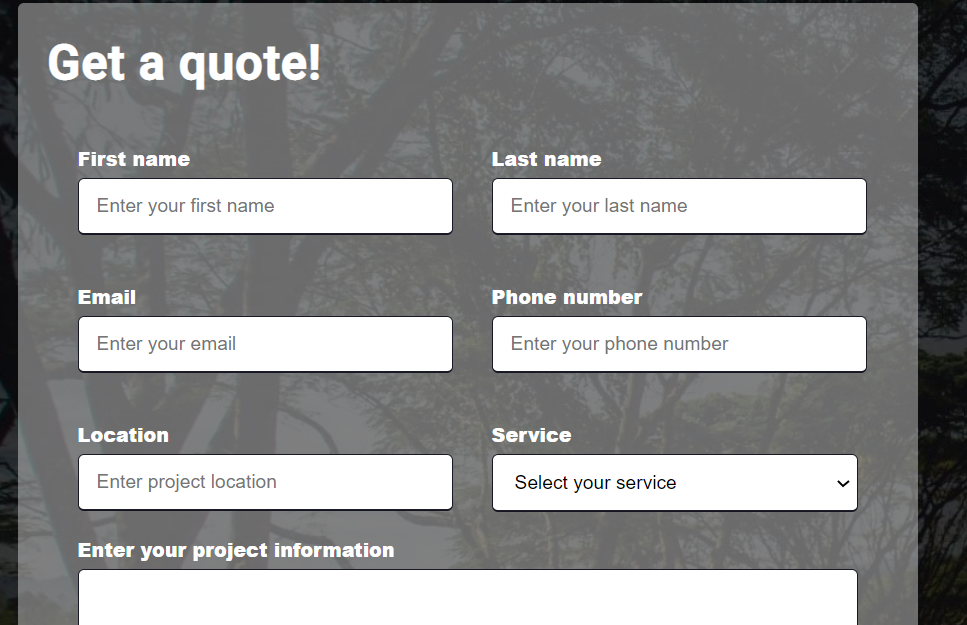 Get a quote!
First name
Last name
Enter your first name
Enter your last name
Email
Phone number
Enter your email
Enter your phone number
Location
Service
Enter project location
Select your service
Enter your project information